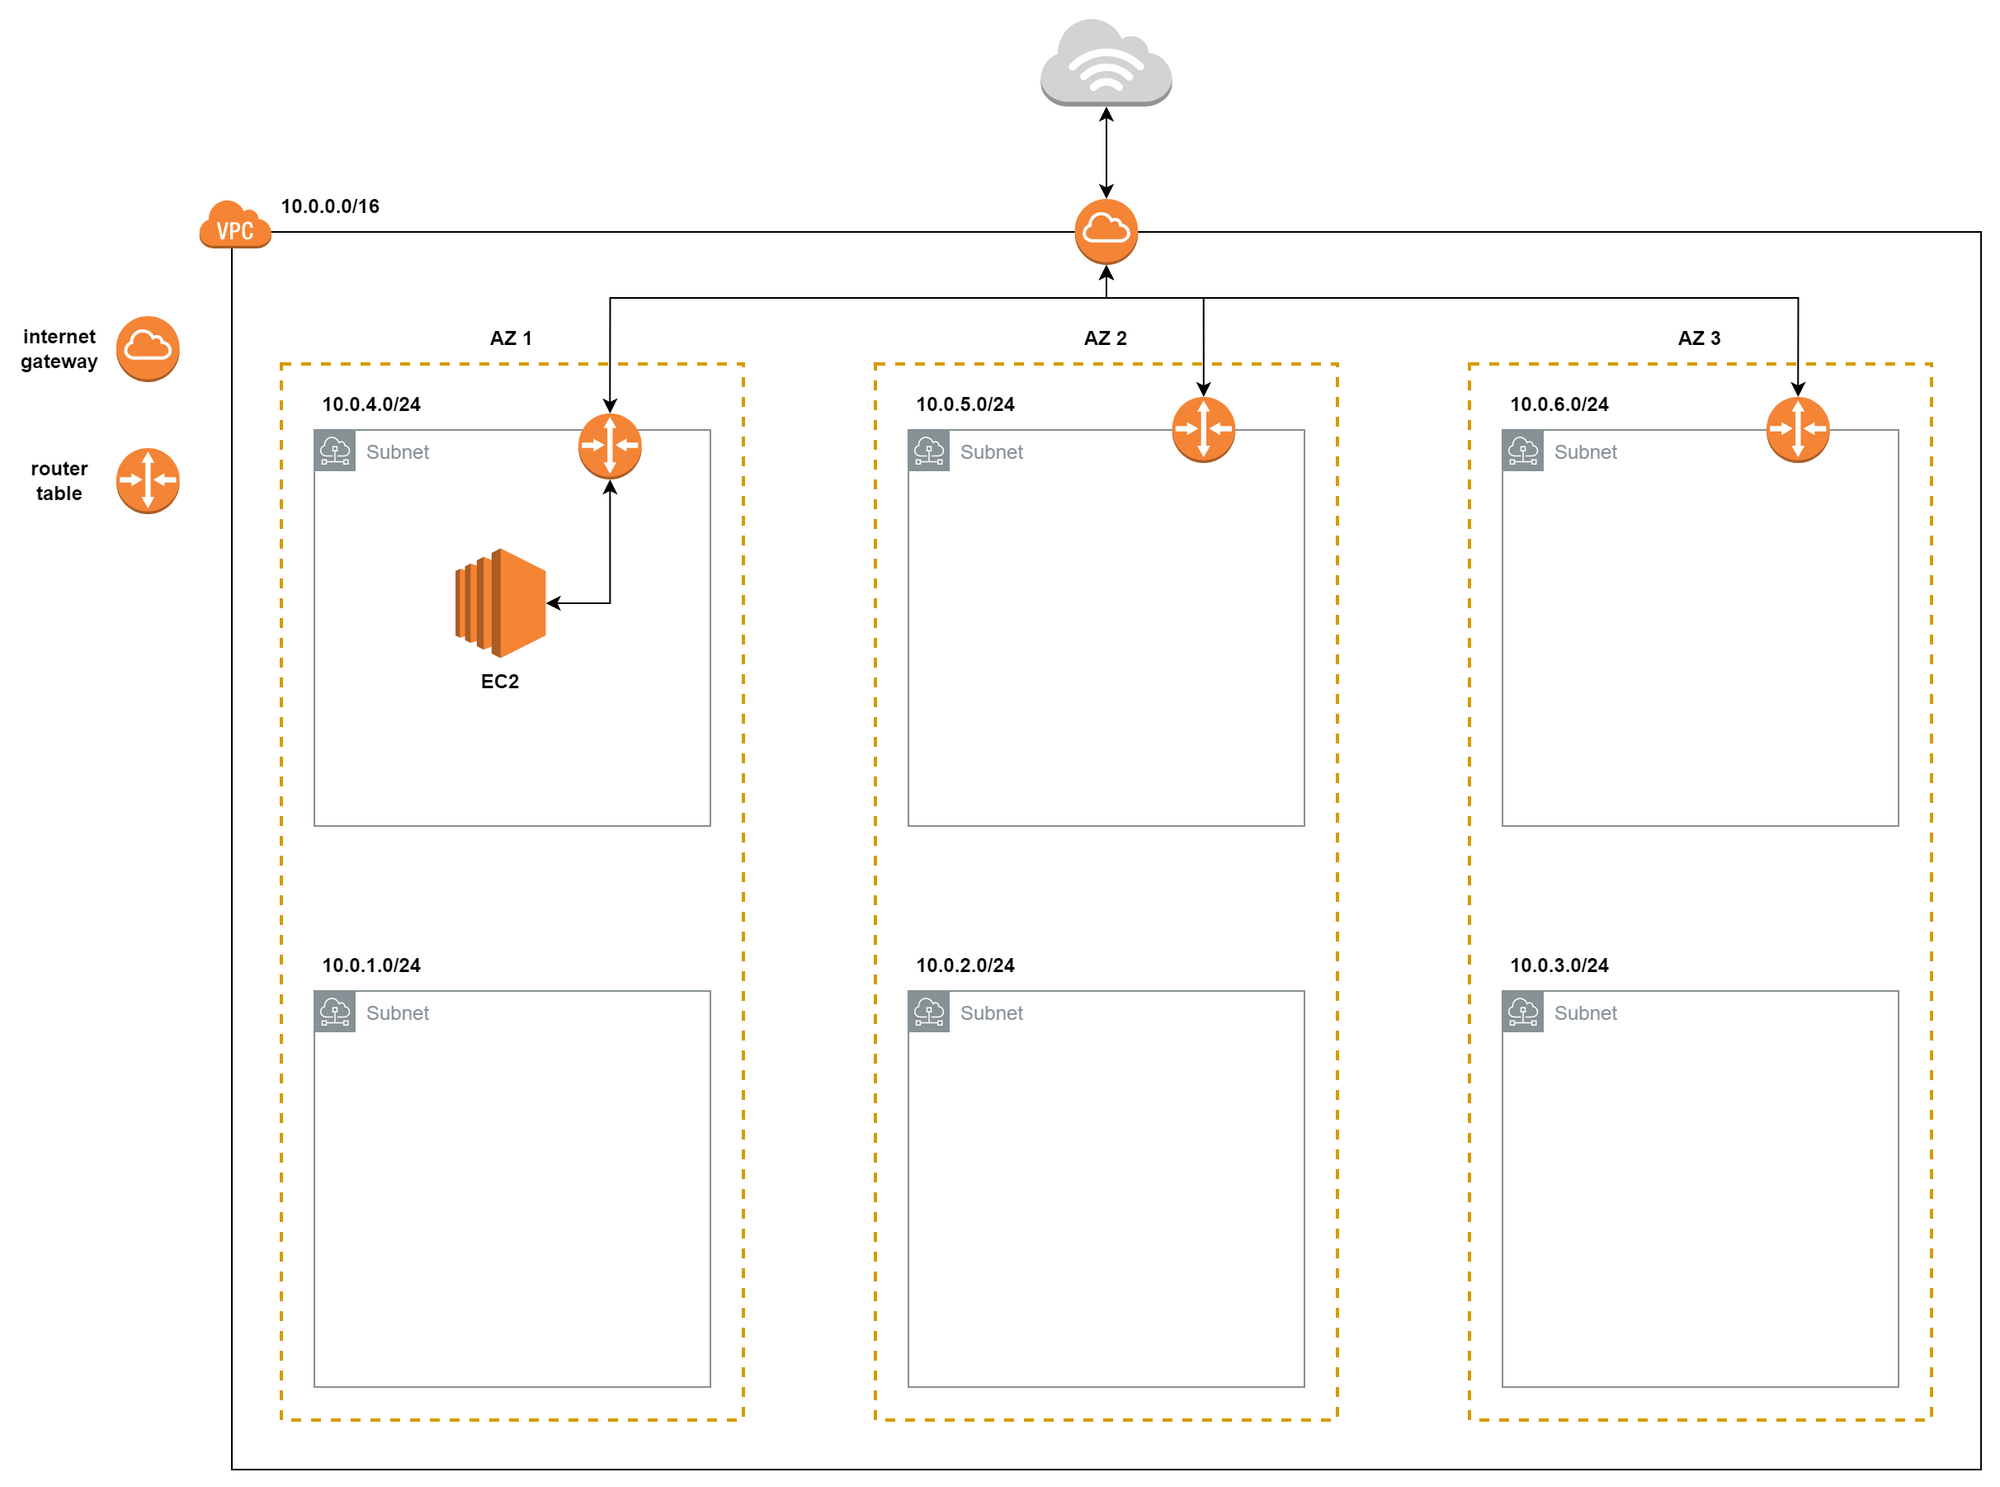 10.0.0.0/16
VPC
internet
gateway
router
table
AZ 1
AZ 2
AZ 3
10.0.4.0/24
10.0.5.0/24
10.0.6.0/24
Subnet
Subnet
Subnet
EC2
10.0.1.0/24
10.0.2.0/24
10.0.3.0/24
Subnet
Subnet
Subnet